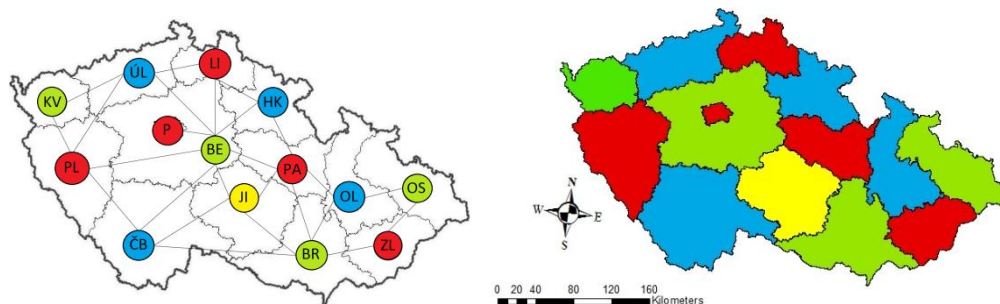 LI
ÚL
HK
KV
P
BE
PL
PA
JI
OL
OS
ČB
BR
ZL
N
W E
S
0 20 40 80 120 160
Kilometers